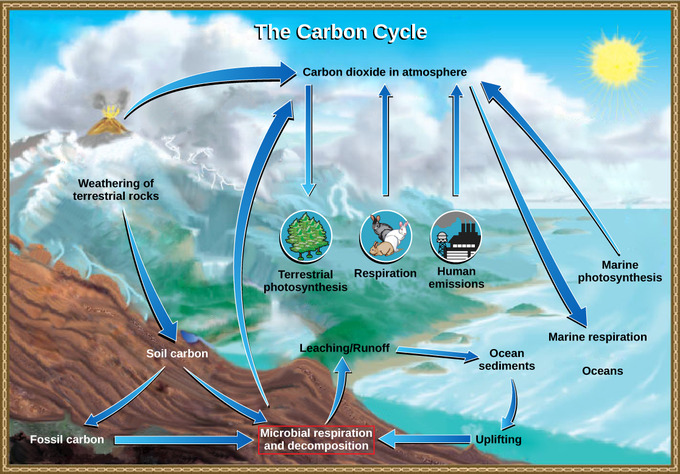 The Carbon Cycle
Carbon dioxide in atmosphere
Weathering of
terrestrial rocks
Terrestrial
photosynthesis
Respiration
Human
emissions
Marine
photosynthesis
Marine respiration
Soil carbon
Leaching/Runoff
Ocean
sediments
Oceans
Fossil carbon
Microbial respiration
and decomposition
Uplifting